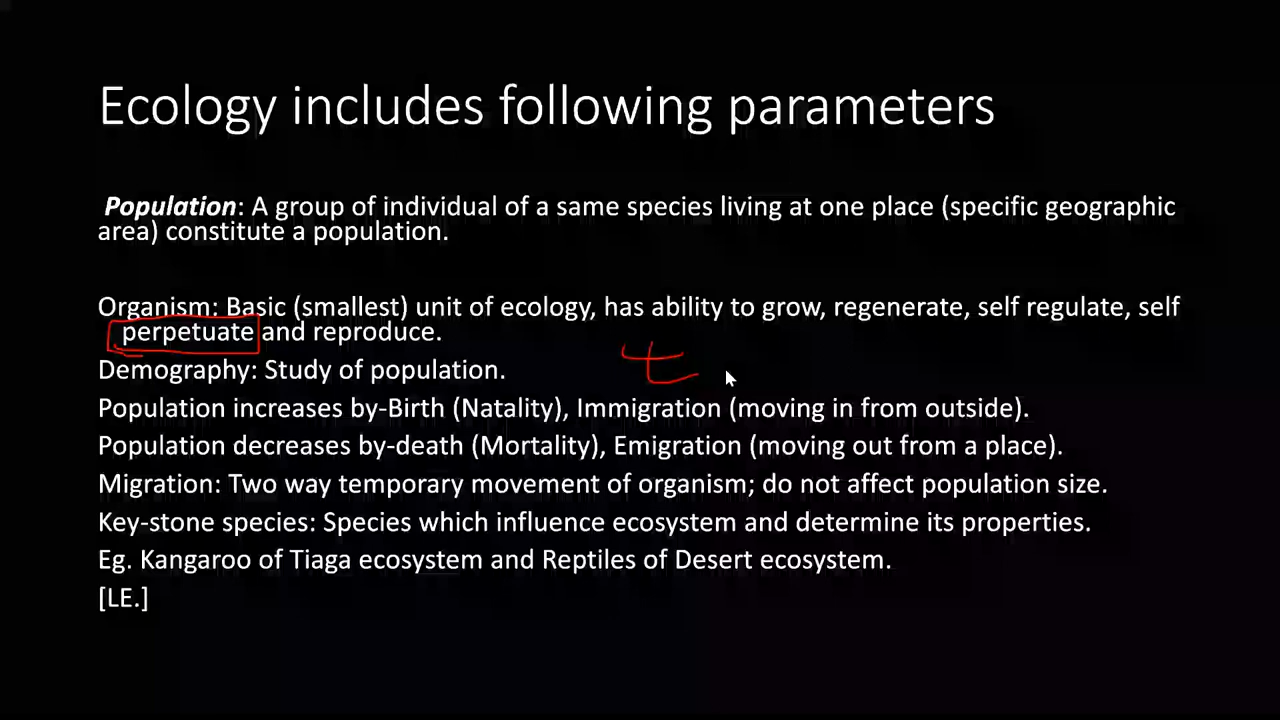 Ecology includes following parameters
Population: A group of individual of a same species living at one place (specific geographic
area) constitute a population.
Organism: Basic (smallest) unit of ecology, has ability to grow, regenerate, self regulate, self
perpetuate and reproduce.
Demography: Study of population.
Population increases by-Birth (Natality), Immigration (moving in from outside).
Population decreases by-death (Mortality), Emigration (moving out from a place).
Migration: Two way temporary movement of organism; do not affect population size.
Key-stone species: Species which influence ecosystem and determine its properties.
Eg. Kangaroo of Tiaga ecosystem and Reptiles of Desert ecosystem.
[LE.]